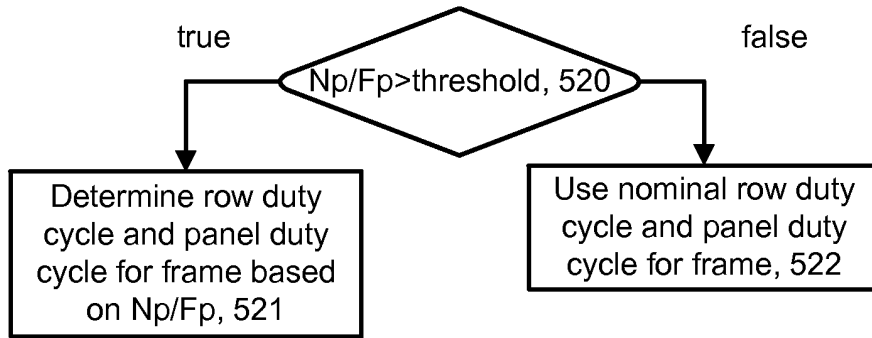 true
false
Np/Fp>threshold, 520
Determine row duty
cycle and panel duty
cycle for frame based
on Np/Fp, 521
Use nominal row duty
cycle and panel duty
cycle for frame, 522